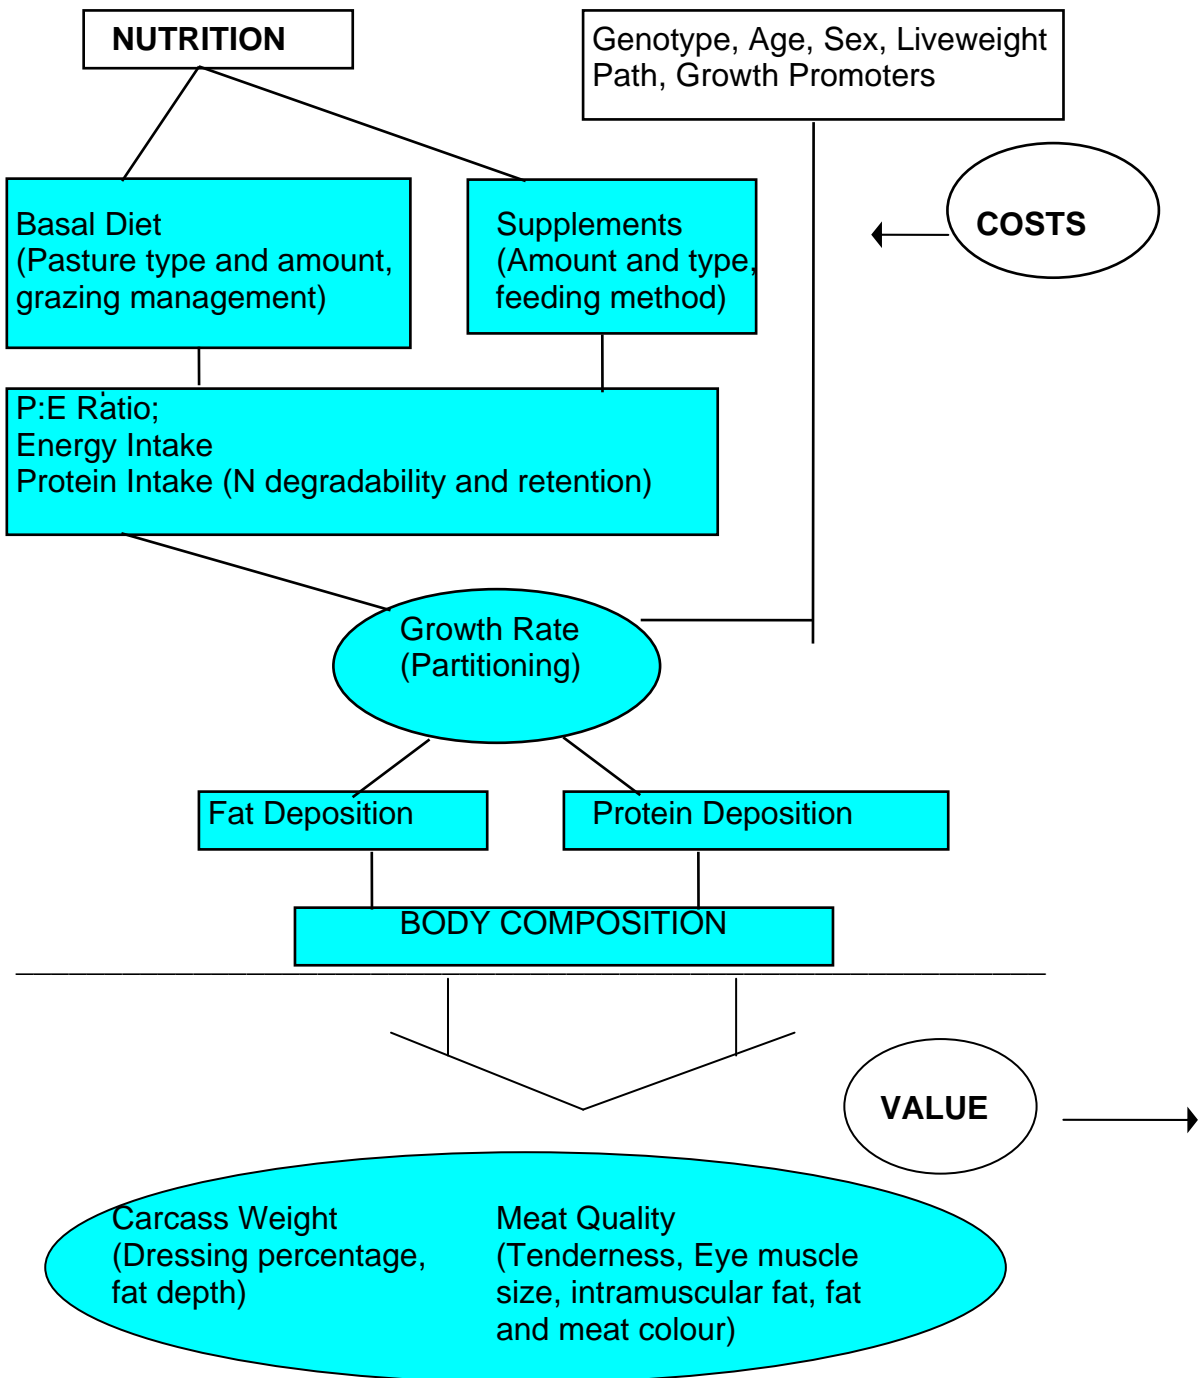 NUTRITION
Genotype, Age, Sex, Liveweight
Path, Growth Promoters
COSTS
Basal Diet
(Pasture type and amount,
grazing management)
Supplements
(Amount and type,
feeding method)
P:E Ratio;
Energy Intake
Protein Intake (N degradability and retention)
Growth Rate
(Partitioning)
Fat Deposition
Protein Deposition
BODY COMPOSITION
VALUE
Carcass Weight
(Dressing percentage,
fat depth)
Meat Quality
(Tenderness, Eye muscle
size, intramuscular fat, fat
and meat colour)